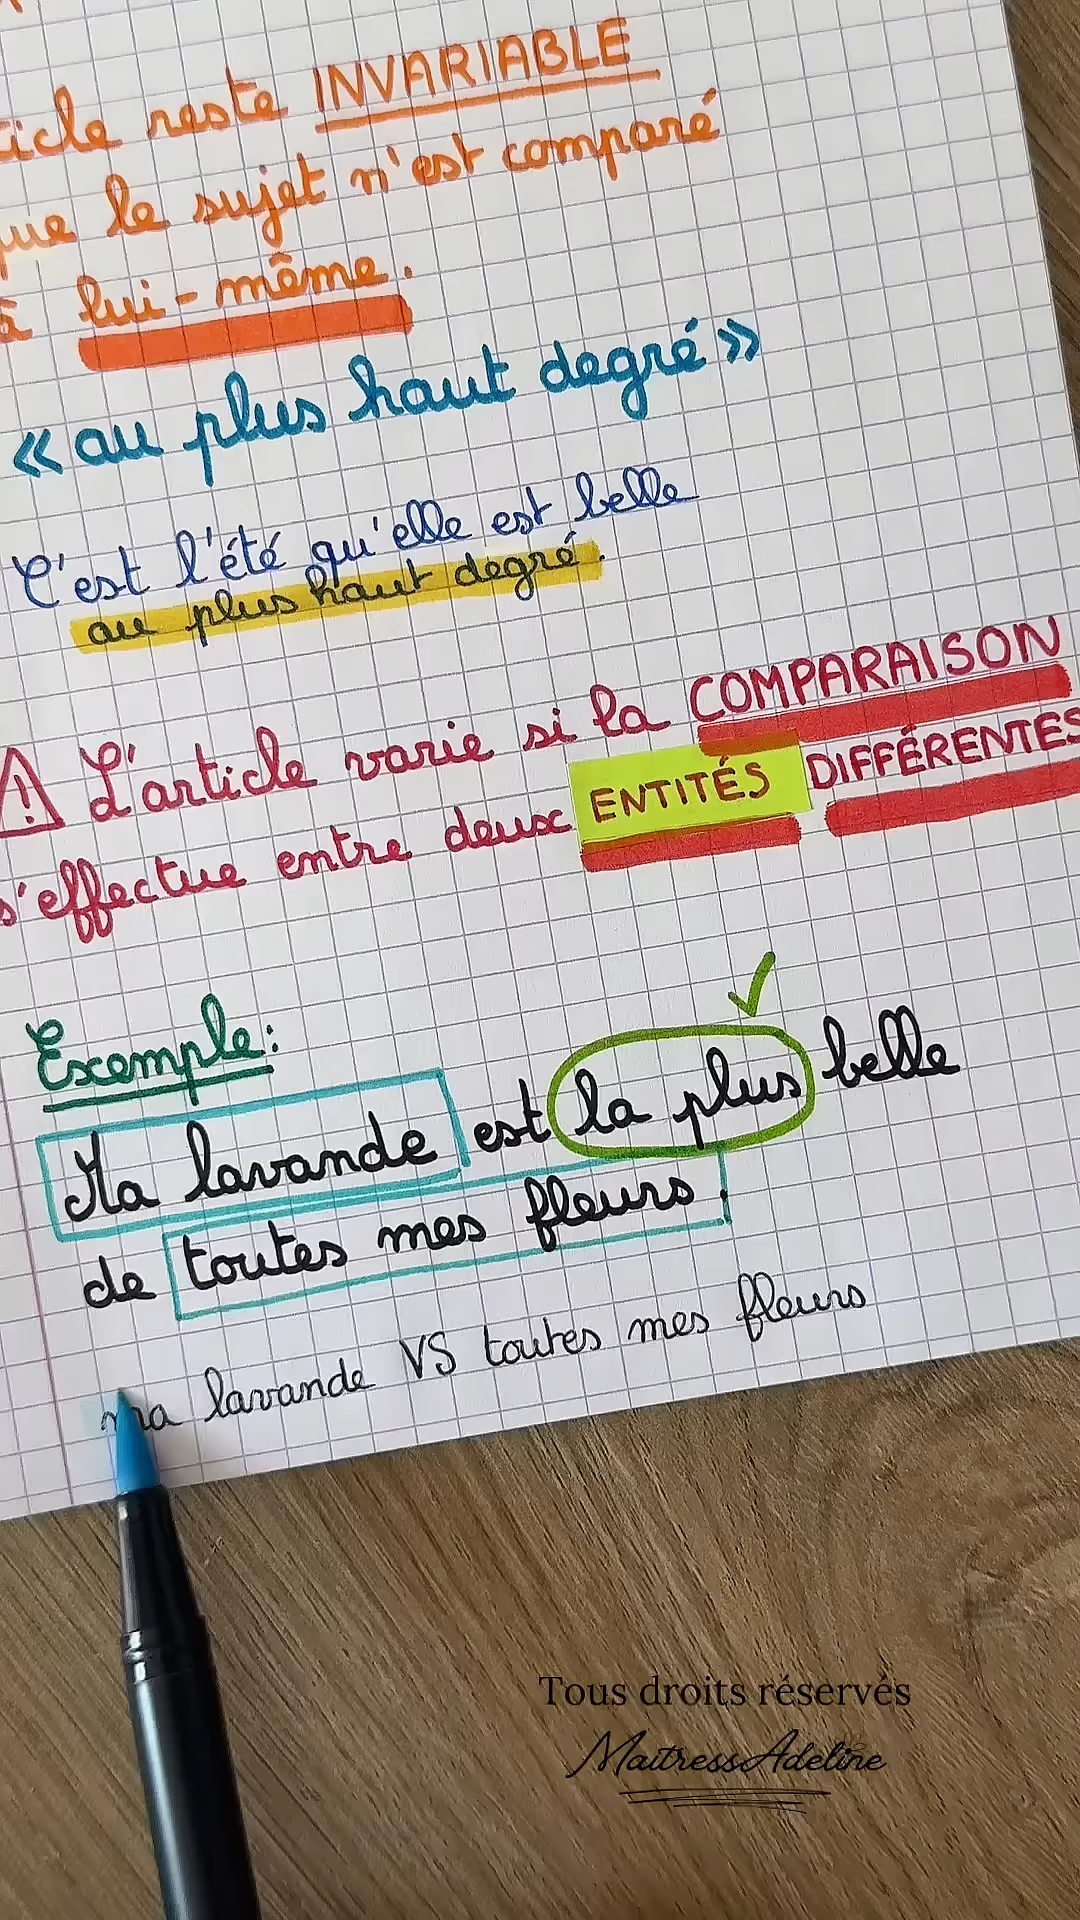 ticle reste INVARIABLE
que le sujet n'est comparé
à lui-même.
« au plus haut degré »
C'est l'été qu'elle est belle
au plus haut degré.
⚠ L'article varie si la COMPARAISON
s'effectue entre deux ENTITÉS DIFFÉRENTES
Exemple:
Ma lavande est la plus belle
de toutes mes fleurs.
ma lavande VS toutes mes fleurs
Tous droits réservés
MaitressAdeline